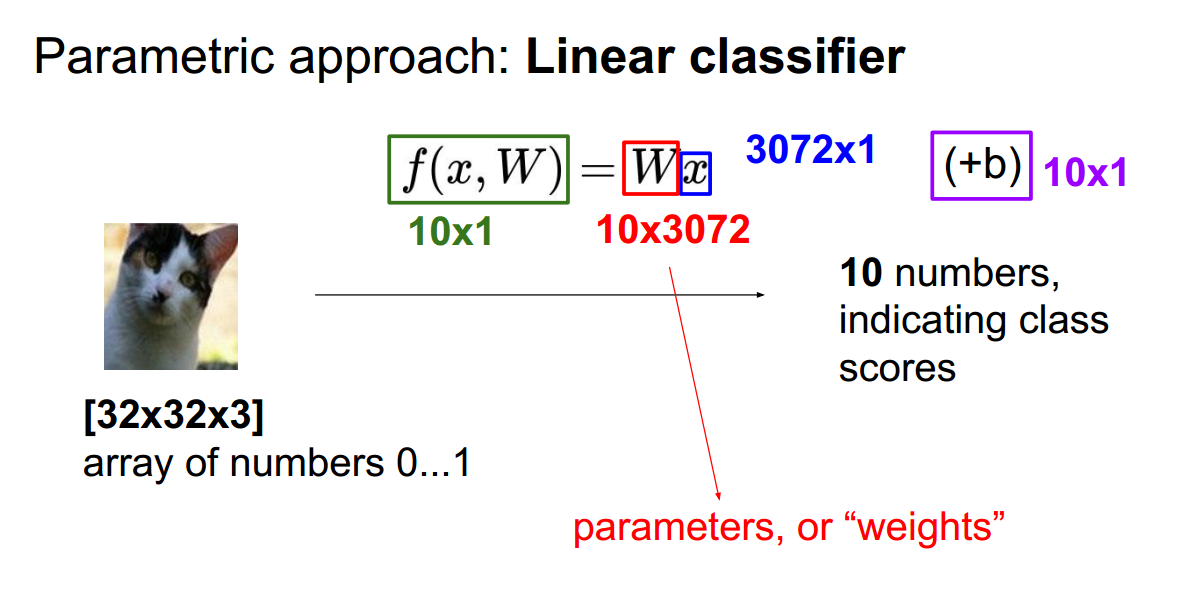 Parametric approach: Linear classifier
f(x, W) = Wx 3072x1 (+b) 10x1
10x1 10x3072
10 numbers,
indicating class
scores
[32x32x3]
array of numbers 0...1
parameters, or “weights”